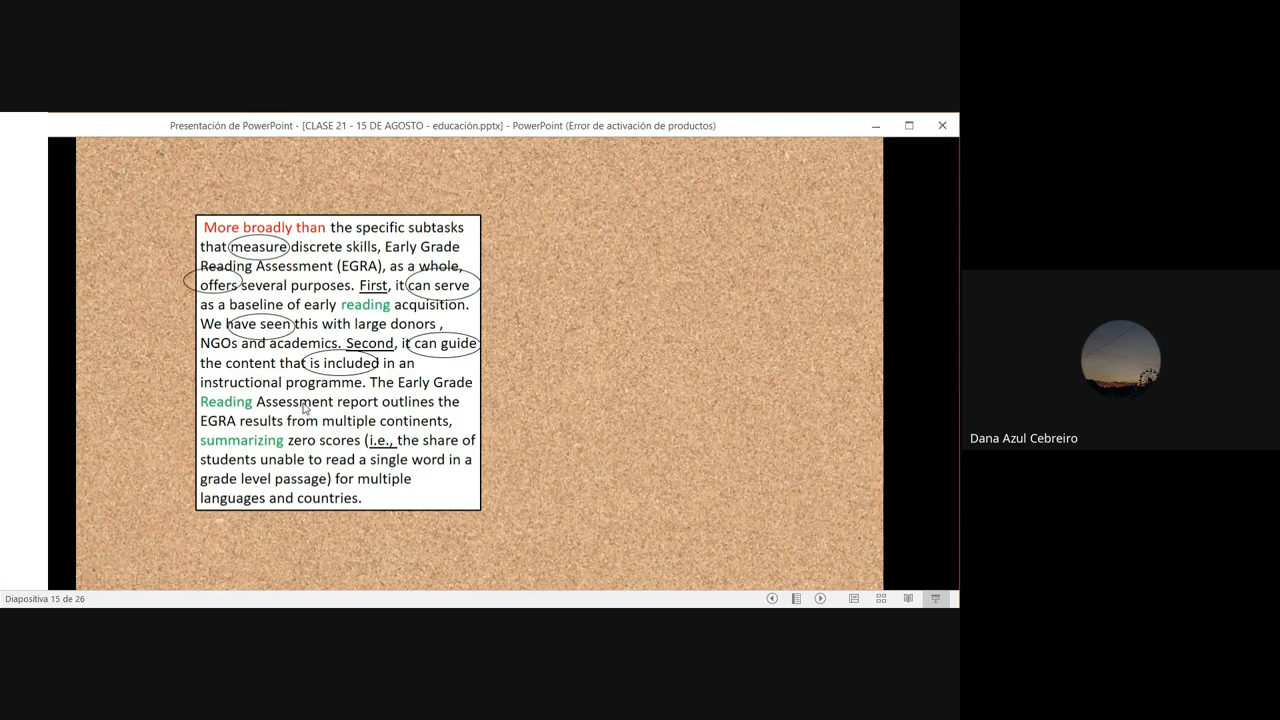 Presentación de PowerPoint - [CLASE 21 - 15 DE AGOSTO - educación.pptx] - PowerPoint (Error de activación de productos)
More broadly than the specific subtasks
that measure discrete skills, Early Grade
Reading Assessment (EGRA), as a whole,
offers several purposes. First, it can serve
as a baseline of early reading acquisition.
We have seen this with large donors ,
NGOs and academics. Second, it can guide
the content that is included in an
instructional programme. The Early Grade
Reading Assessment report outlines the
EGRA results from multiple continents,
summarizing zero scores (i.e., the share of
students unable to read a single word in a
grade level passage) for multiple
languages and countries.
Dana Azul Cebreiro
Diapositiva 15 de 26